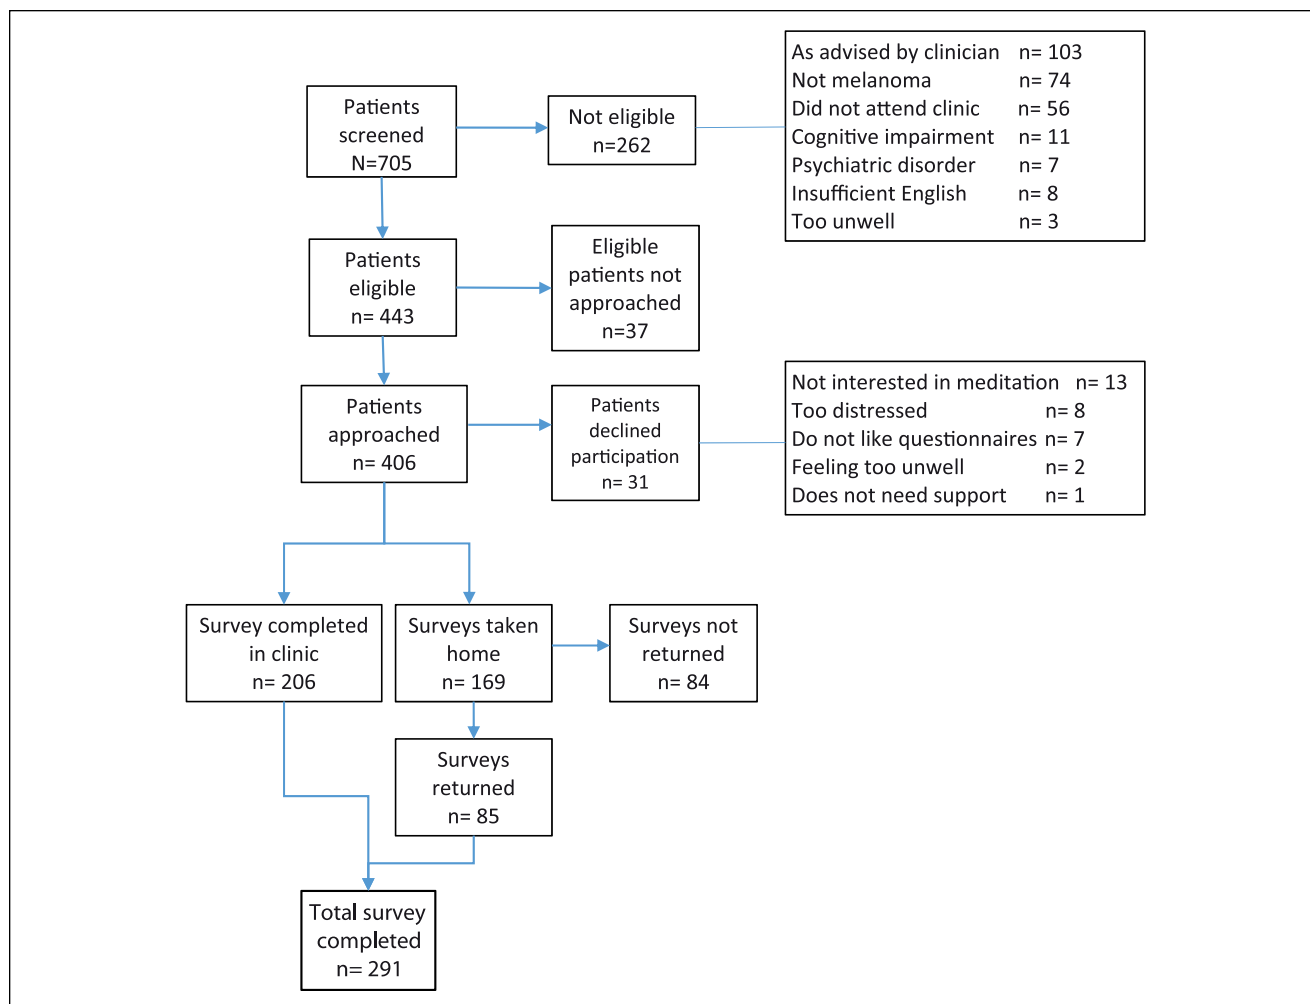 Patients
screened
N=705
Not eligible
n=262
As advised by clinician n= 103
Not melanoma n= 74
Did not attend clinic n= 56
Cognitive impairment n= 11
Psychiatric disorder n= 7
Insufficient English n= 8
Too unwell n= 3
Patients
eligible
n= 443
Eligible
patients not
approached
n=37
Patients
approached
n= 406
Patients
declined
participation
n= 31
Not interested in meditation n= 13
Too distressed n= 8
Do not like questionnaires n= 7
Feeling too unwell n= 2
Does not need support n= 1
Survey completed
in clinic
n= 206
Surveys taken
home
n= 169
Surveys not
returned
n= 84
Surveys
returned
n= 85
Total survey
completed
n= 291